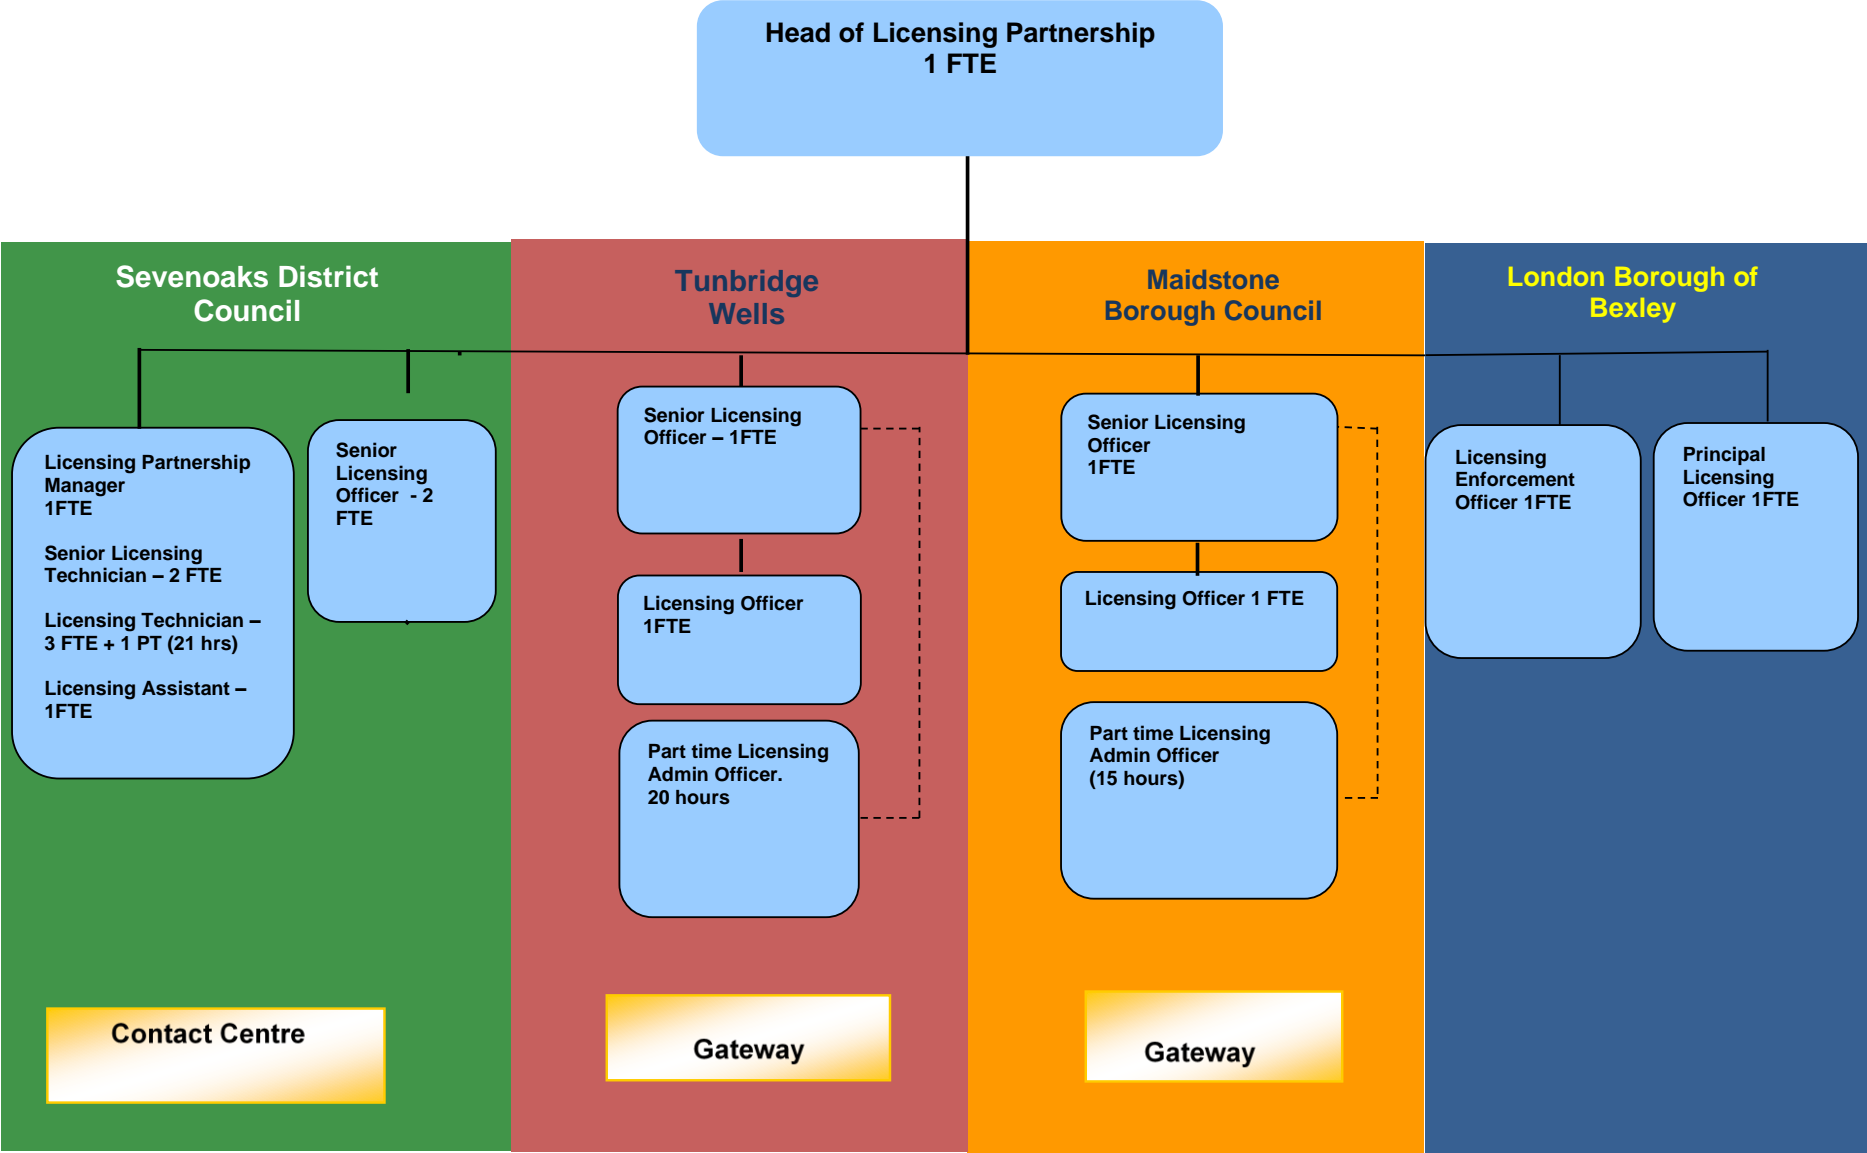 Head of Licensing Partnership
1 FTE
Sevenoaks District
Council
Licensing Partnership
Manager
1FTE
Senior Licensing
Technician – 2 FTE
Licensing Technician –
3 FTE + 1 PT (21 hrs)
Licensing Assistant –
1FTE
Senior
Licensing
Officer - 2
FTE
Contact Centre
Tunbridge
Wells
Senior Licensing
Officer – 1FTE
Licensing Officer
1FTE
Part time Licensing
Admin Officer.
20 hours
Gateway
Maidstone
Borough Council
Senior Licensing
Officer
1FTE
Licensing Officer 1 FTE
Part time Licensing
Admin Officer
(15 hours)
Gateway
London Borough of
Bexley
Licensing
Enforcement
Officer 1FTE
Principal
Licensing
Officer 1FTE